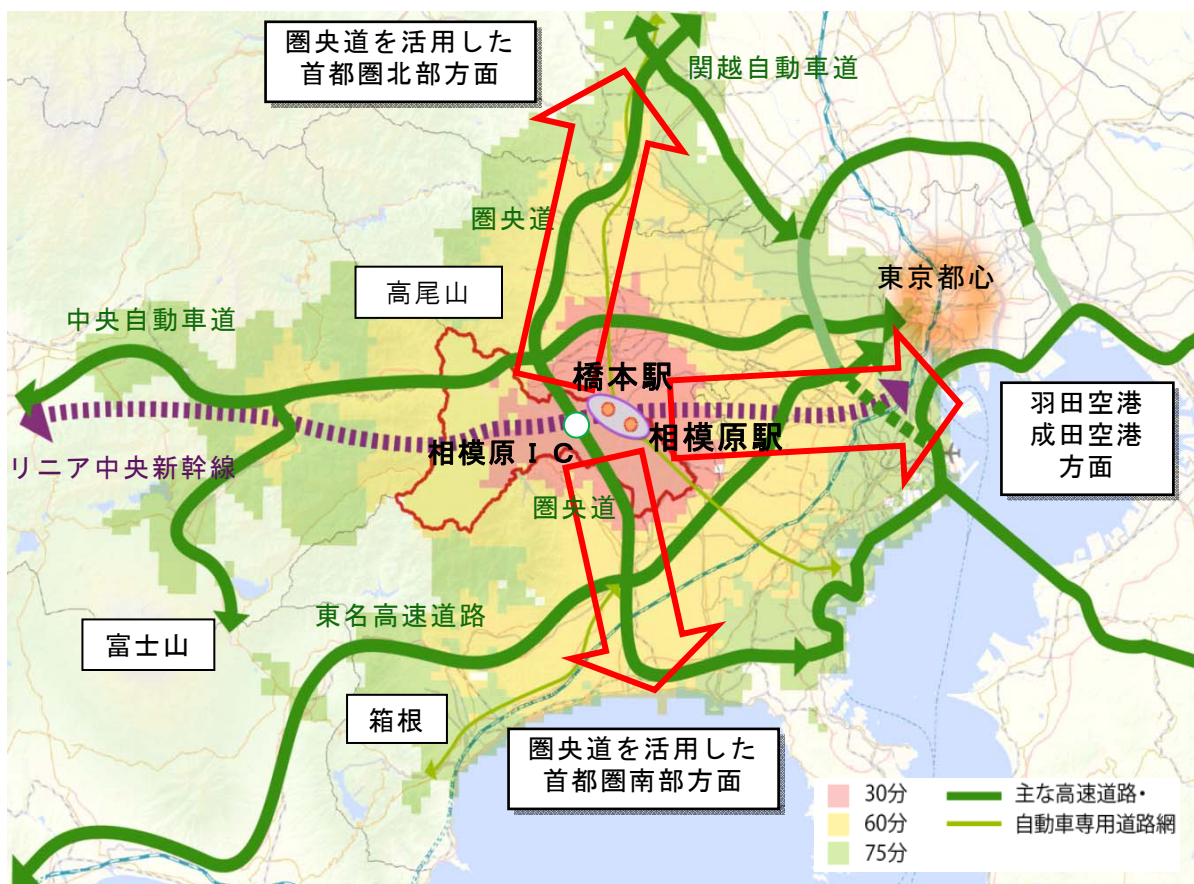 圏央道を活用した
首都圏北部方面
関越自動車道
圏央道
高尾山
東京都心
中央自動車道
橋本駅
相模原駅
相模原IC
リニア中央新幹線
羽田空港
成田空港
方面
圏央道
東名高速道路
富士山
箱根
圏央道を活用した
首都圏南部方面
30分
60分
75分
主な高速道路・
自動車専用道路網